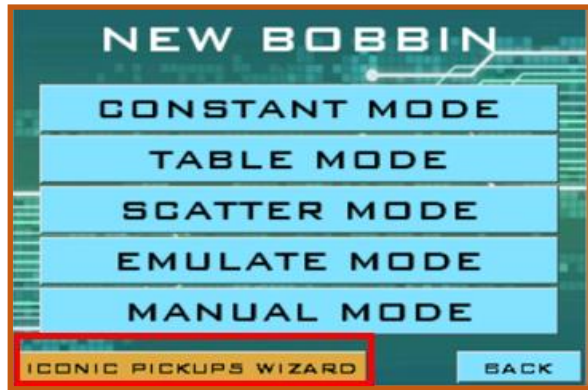 NEW BOBBIN
CONSTANT MODE
TABLE MODE
SCATTER MODE
EMULATE MODE
MANUAL MODE
ICONIC PICKUPS WIZARD
BACK